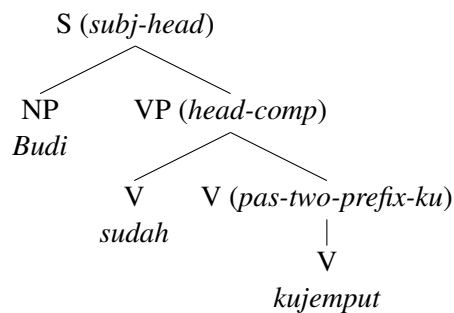 S (subj-head)
NP VP (head-comp)
Budi
V V (pas-two-prefix-ku)
sudah
V
kujemput